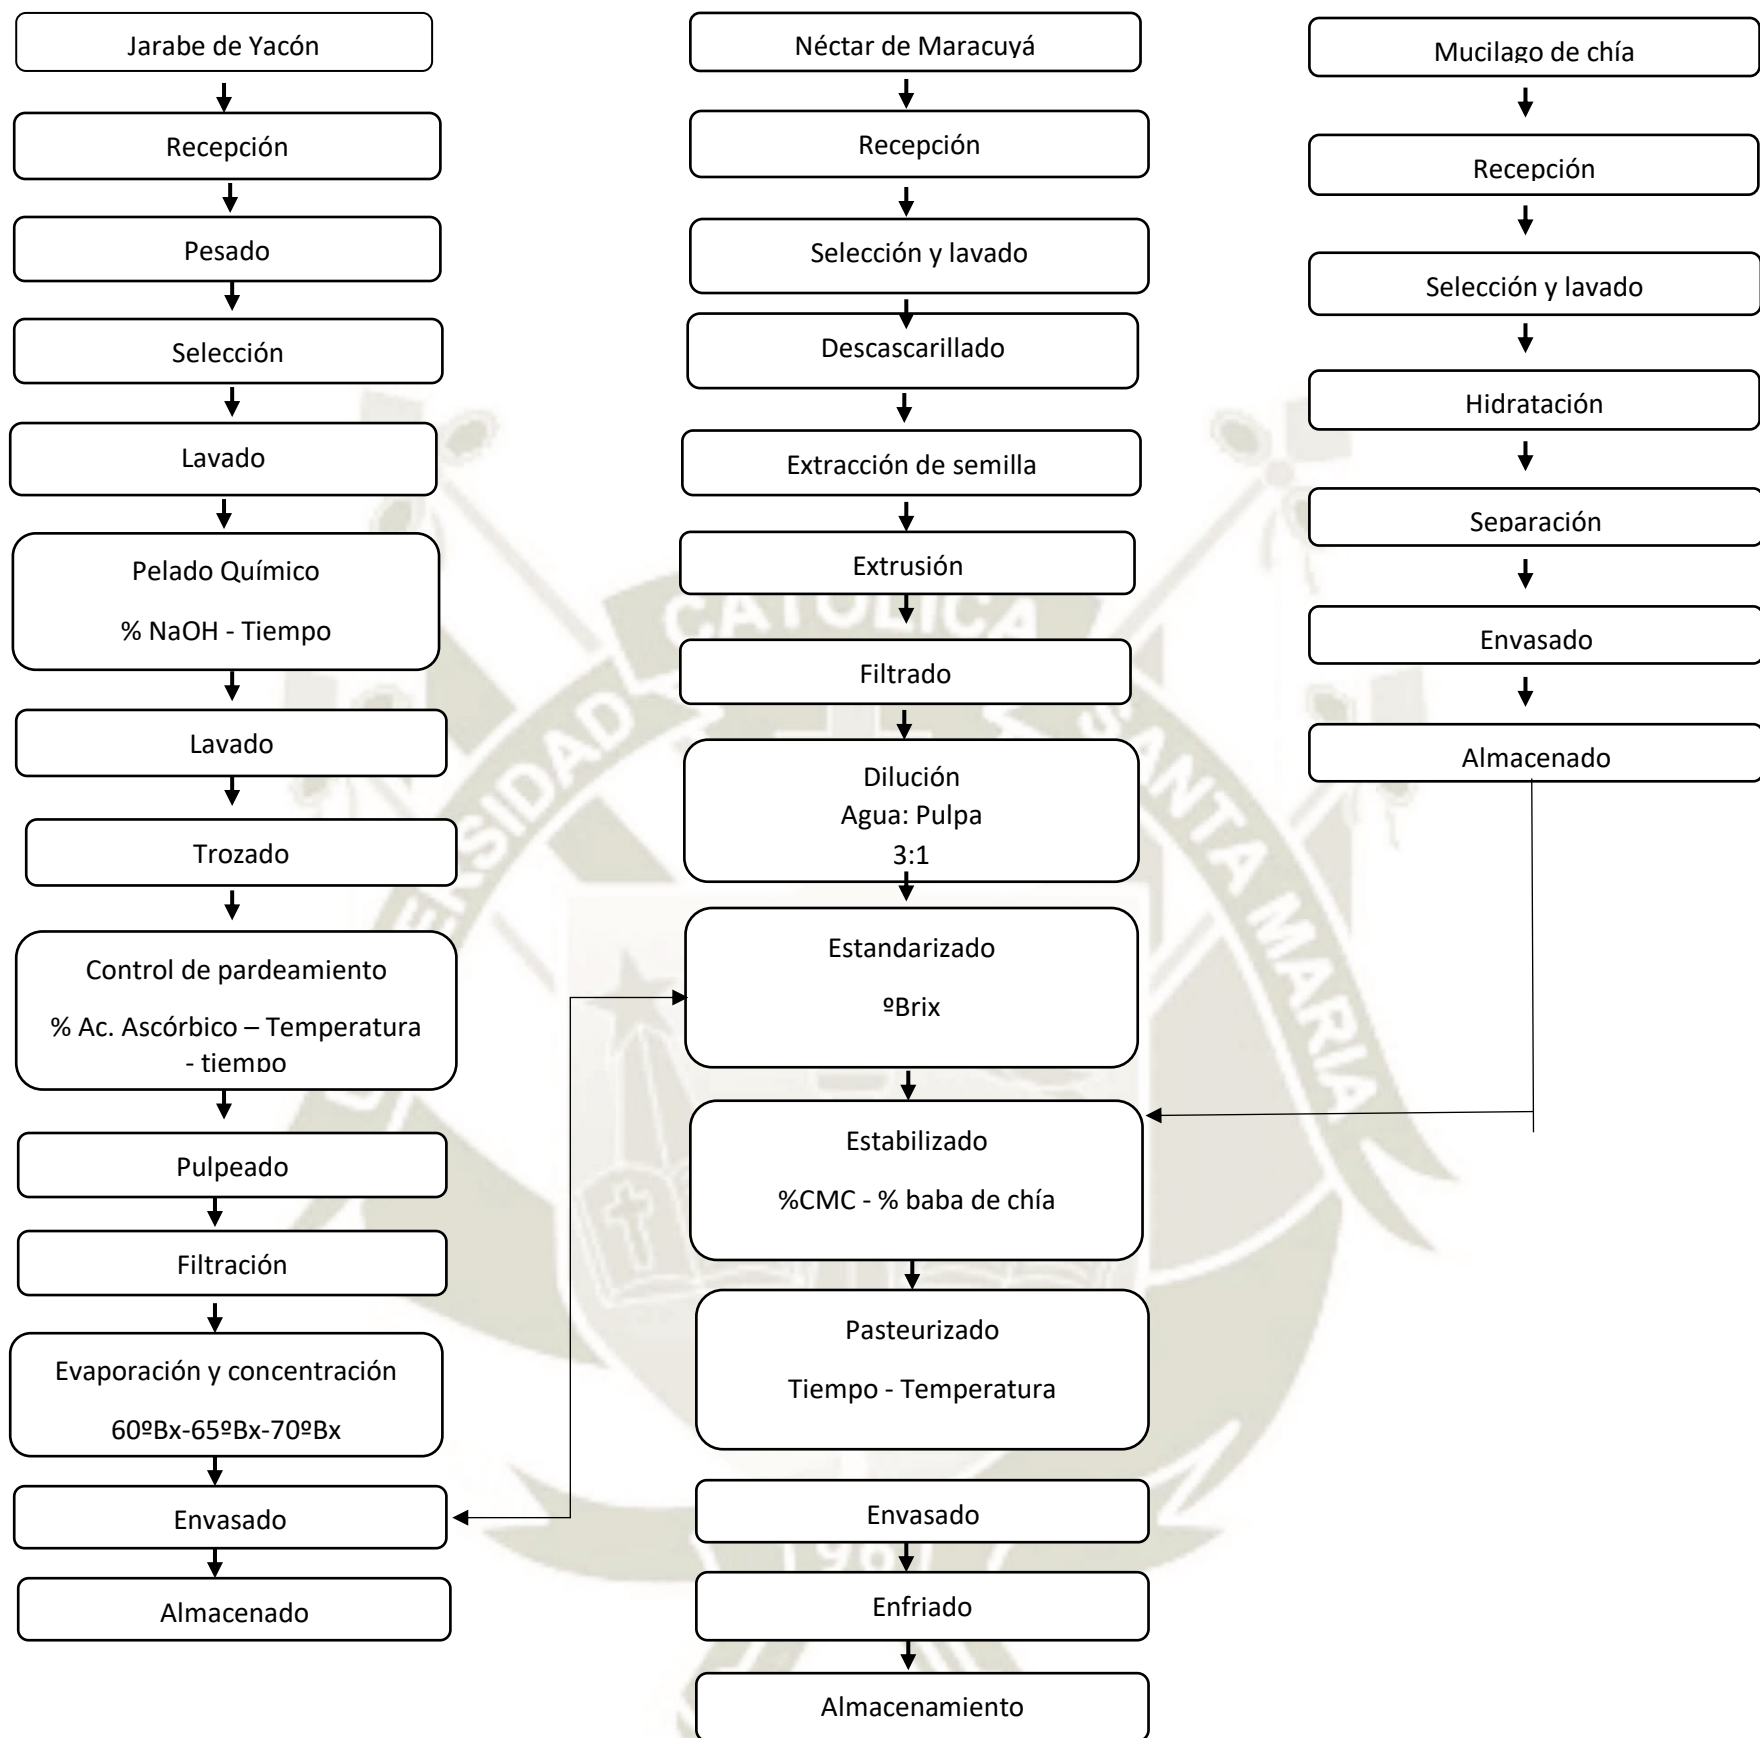 Jarabe de Yacón
Recepción
Pesado
Selección
Lavado
Pelado Químico
% NaOH - Tiempo
Lavado
Trozado
Control de pardeamiento
% Ac. Ascórbico – Temperatura
- tiempo
Pulpeado
Filtración
Evaporación y concentración
60ºBx-65ºBx-70ºBx
Envasado
Almacenado
Néctar de Maracuyá
Recepción
Selección y lavado
Descascarillado
Extracción de semilla
Extrusión
Filtrado
Dilución
Agua: Pulpa
3:1
Estandarizado
ºBrix
Estabilizado
%CMC - % baba de chía
Pasteurizado
Tiempo - Temperatura
Envasado
Enfriado
Almacenamiento
Mucilago de chía
Recepción
Selección y lavado
Hidratación
Separación
Envasado
Almacenado
CATOLICA
SANTA MARIA